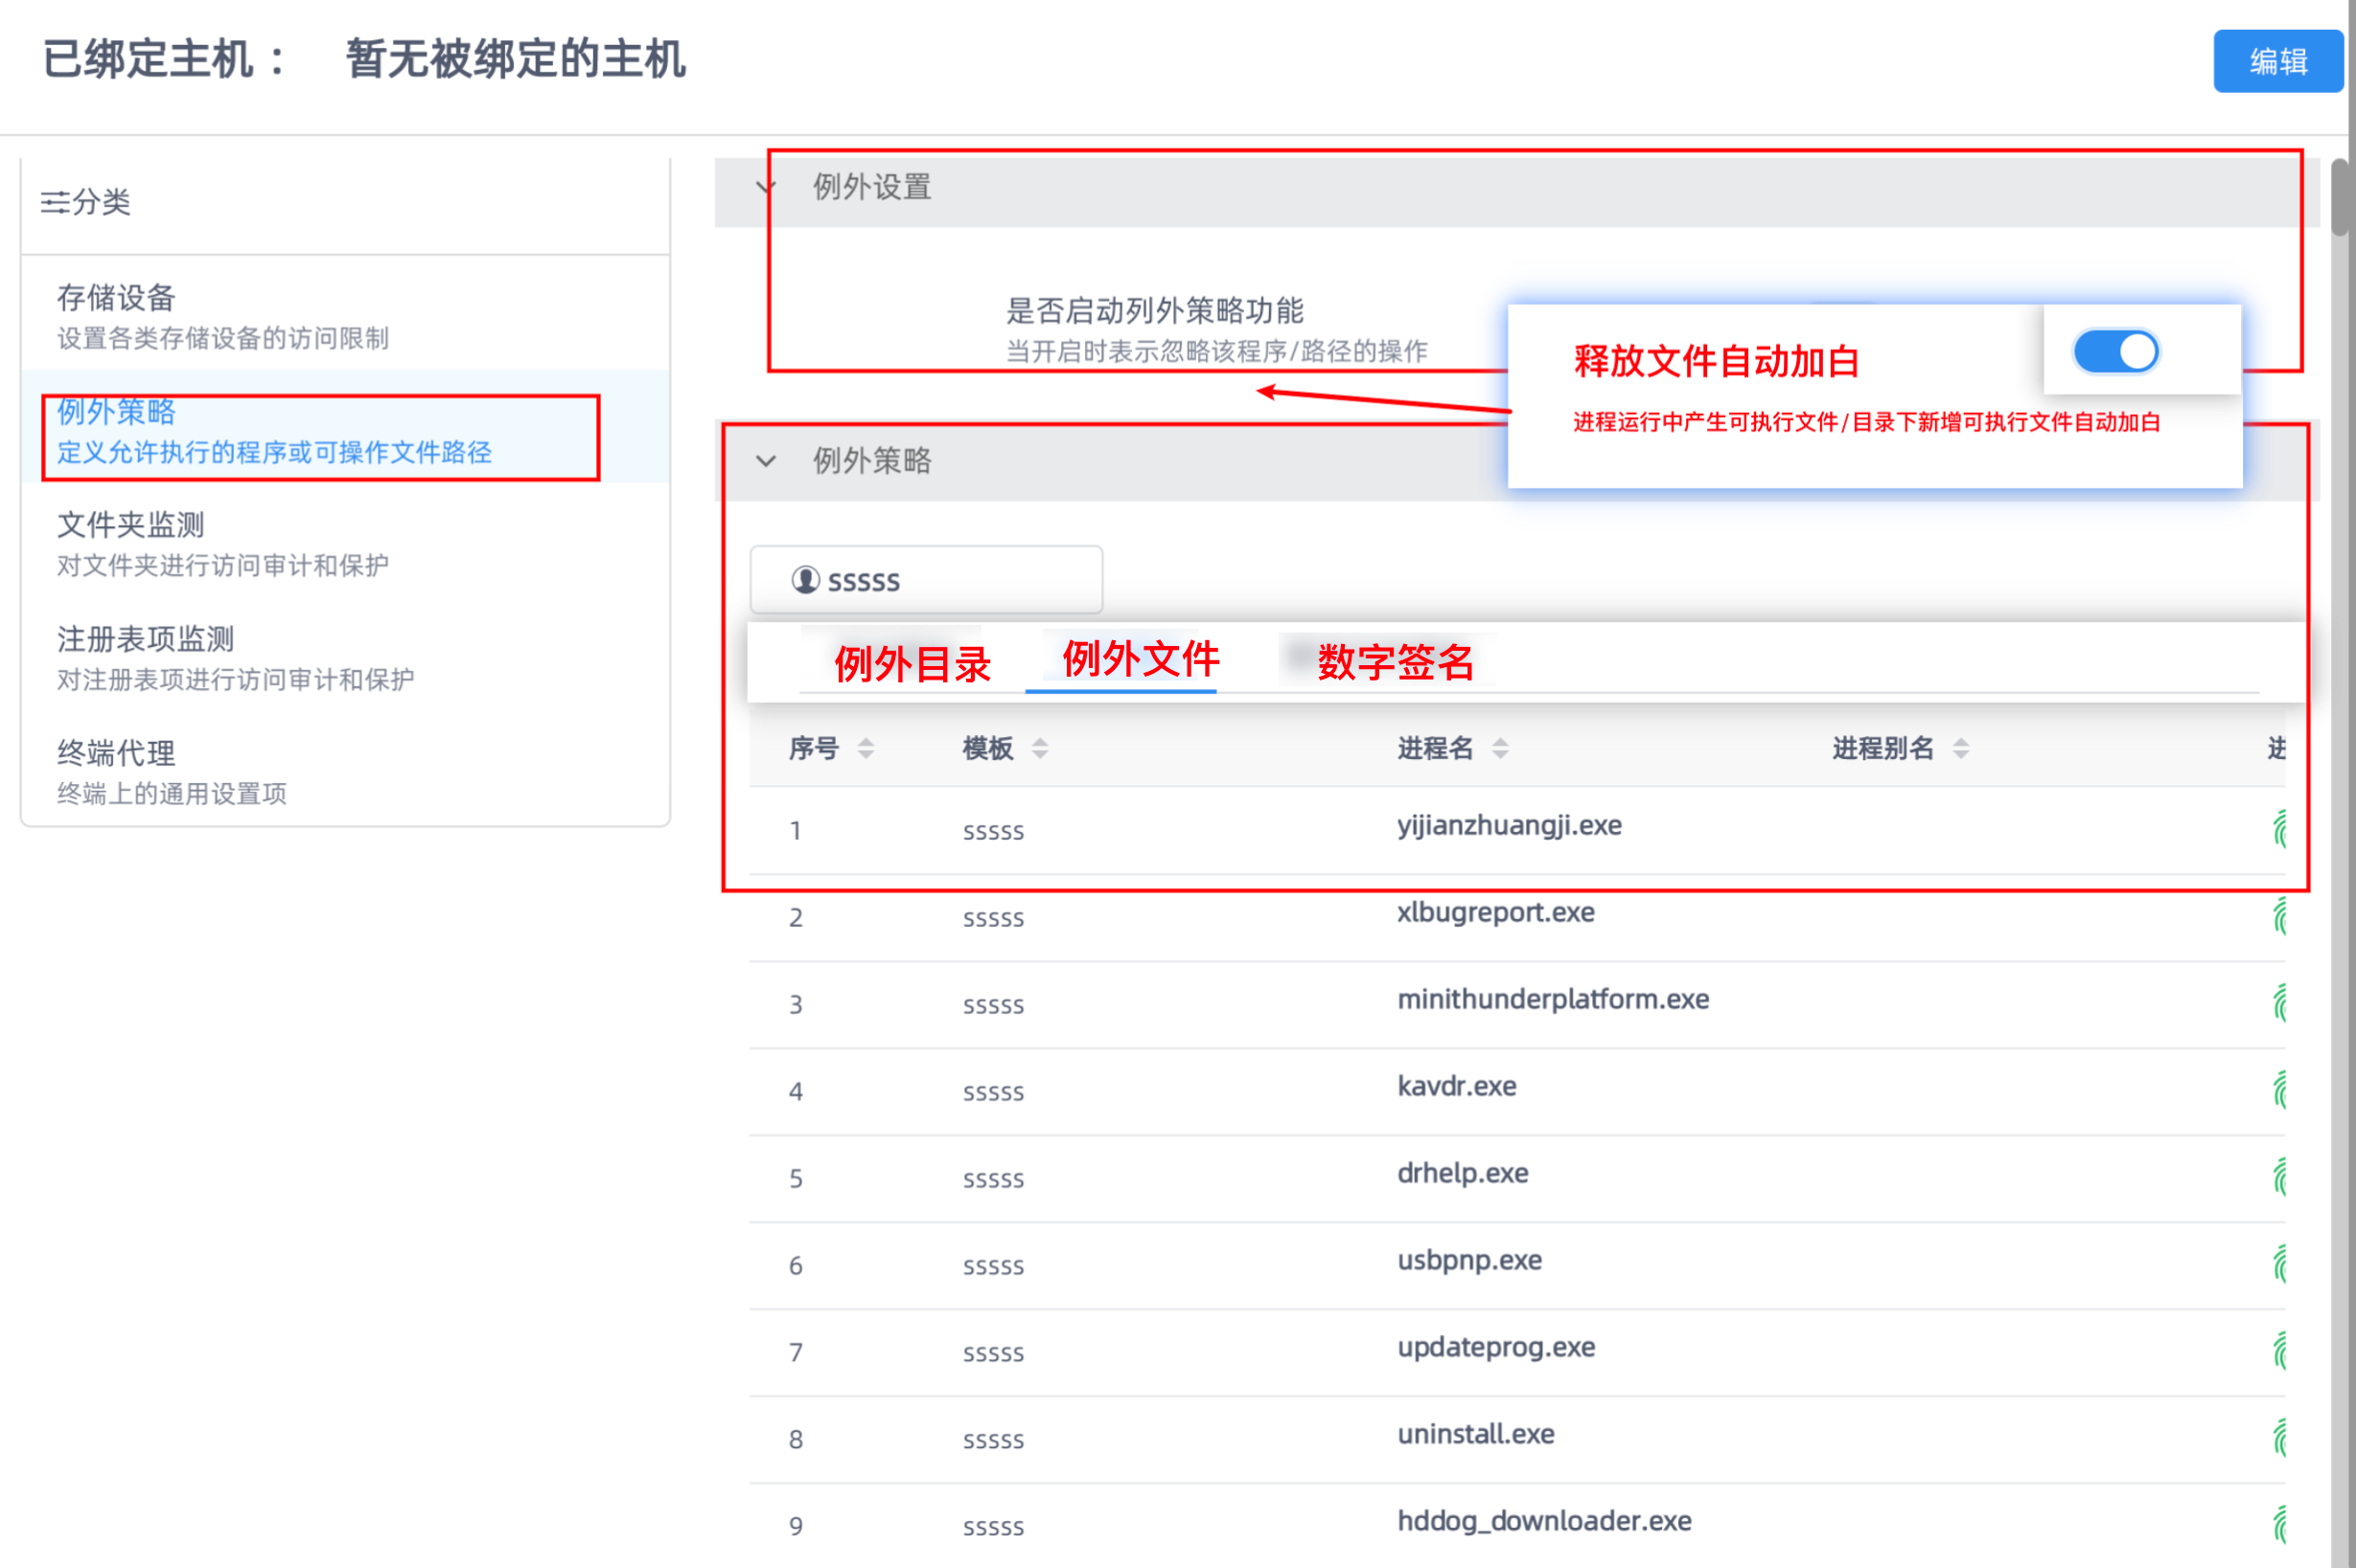 已绑定主机： 暂无被绑定的主机
编辑
分类
存储设备
设置各类存储设备的访问限制
例外策略
定义允许执行的程序或可操作文件路径
文件夹监测
对文件夹进行访问审计和保护
注册表项监测
对注册表项进行访问审计和保护
终端代理
终端上的通用设置项
例外设置
是否启动列外策略功能
当开启时表示忽略该程序/路径的操作
释放文件自动加白
进程运行中产生可执行文件/目录下新增可执行文件自动加白
例外策略
sssss
例外目录 例外文件 数字签名
序号 模板 进程名 进程别名 进
1 sssss yijianzhuangji.exe
2 sssss xlbugreport.exe
3 sssss minithunderplatform.exe
4 sssss kavdr.exe
5 sssss drhelp.exe
6 sssss usbpnp.exe
7 sssss updateprog.exe
8 sssss uninstall.exe
9 sssss hddog_downloader.exe